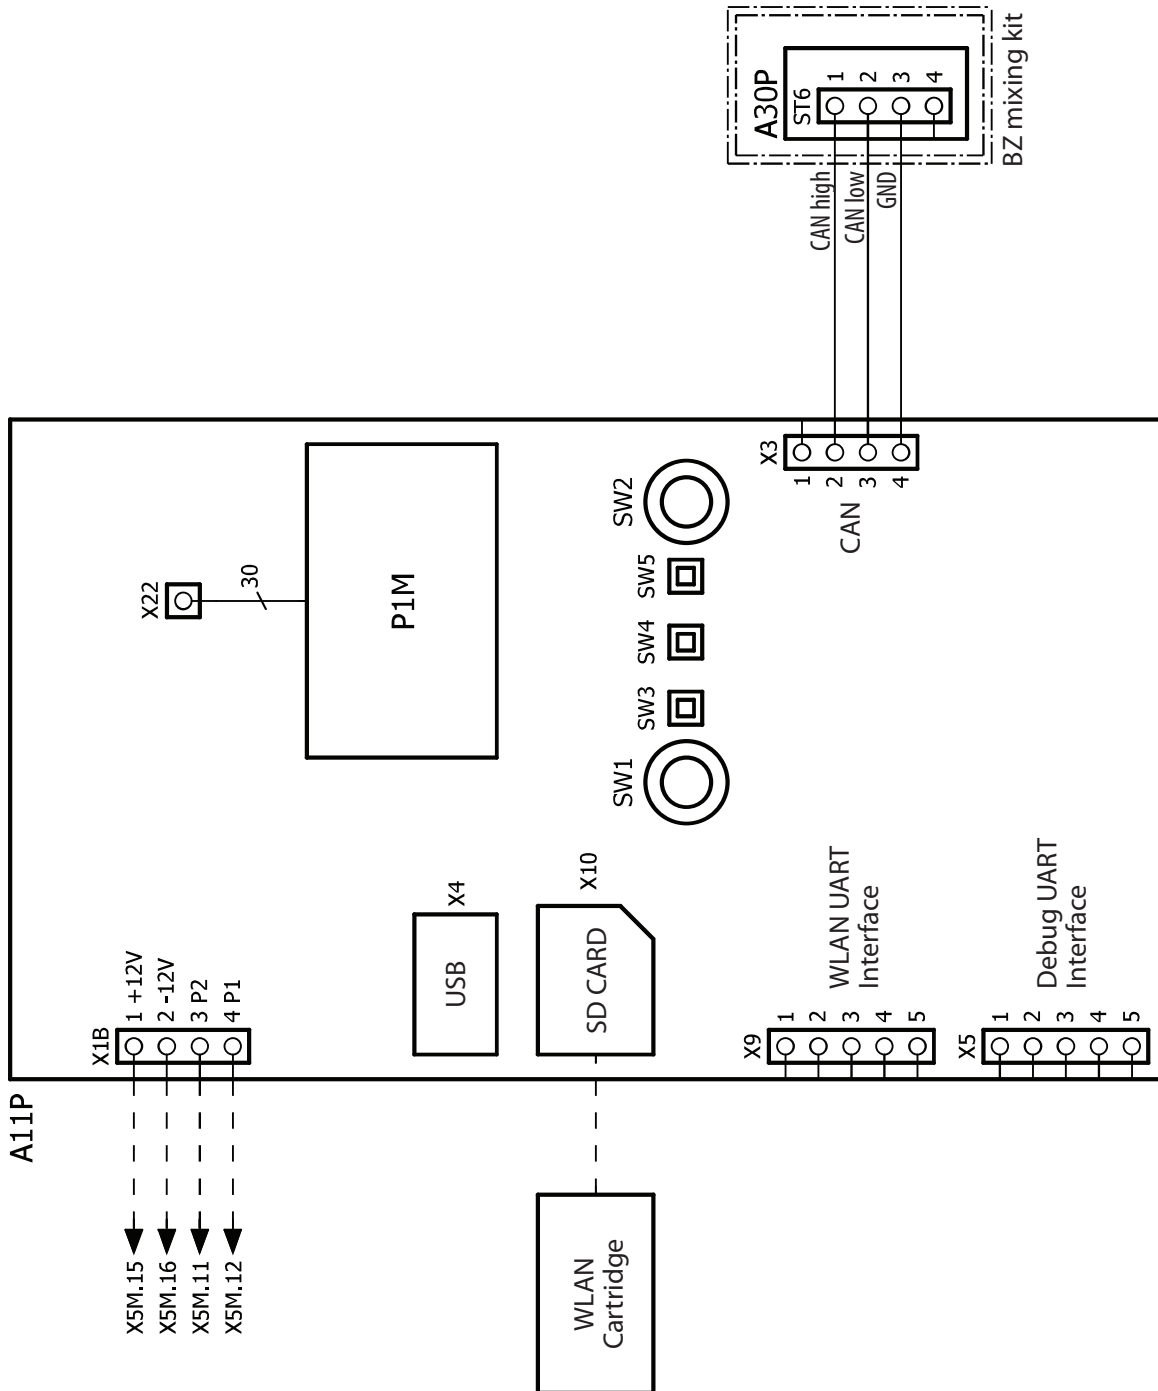 A11P
X5M.15
X5M.16
X5M.11
X5M.12
X1B
1 +12V
2 -12V
3 P2
4 P1
X22
30
P1M
USB
X4
WLAN
Cartridge
SD CARD
X10
SW1
SW3
SW4
SW5
SW2
X9
1
2
3
4
5
WLAN UART
Interface
X5
1
2
3
4
5
Debug UART
Interface
X3
1
2
3
4
CAN
CAN high
CAN low
GND
A30P
ST6
1
2
3
4
BZ mixing kit